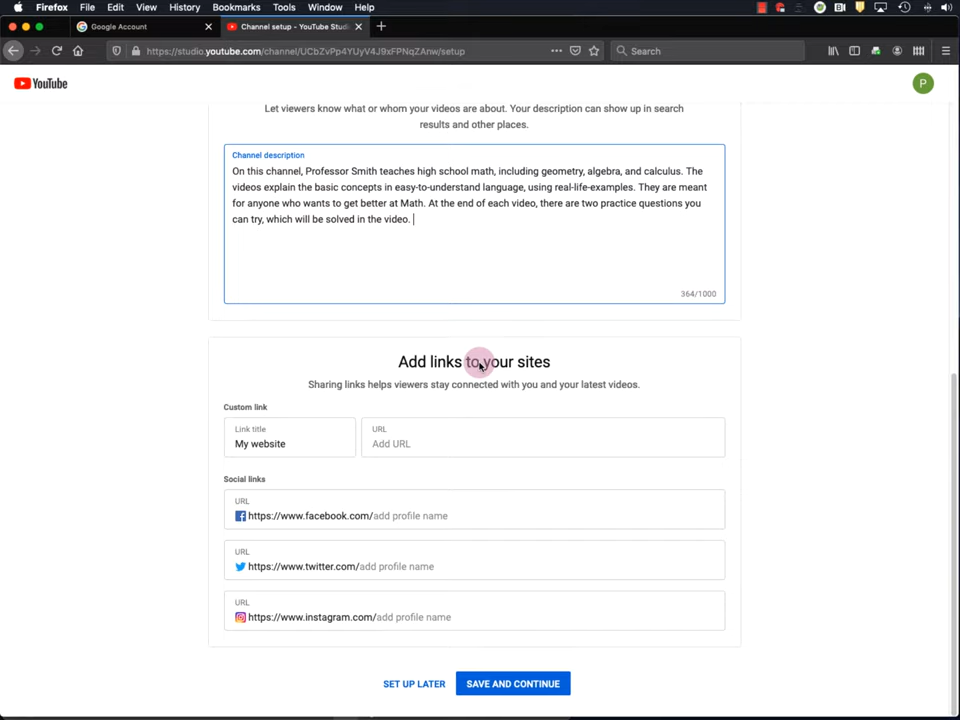 Firefox File Edit View History Bookmarks Tools Window Help
Google Account
Channel setup - YouTube Studi
https://studio.youtube.com/channel/UCbZvPp4YUyV4J9xFPNqZAnw/setup
Search
YouTube
P
Let viewers know what or whom your videos are about. Your description can show up in search
results and other places.
Channel description
On this channel, Professor Smith teaches high school math, including geometry, algebra, and calculus. The
videos explain the basic concepts in easy-to-understand language, using real-life-examples. They are meant
for anyone who wants to get better at Math. At the end of each video, there are two practice questions you
can try, which will be solved in the video.
364/1000
Add links to your sites
Sharing links helps viewers stay connected with you and your latest videos.
Custom link
Link title
My website
URL
Add URL
Social links
URL
https://www.facebook.com/add profile name
URL
https://www.twitter.com/add profile name
URL
https://www.instagram.com/add profile name
SET UP LATER
SAVE AND CONTINUE